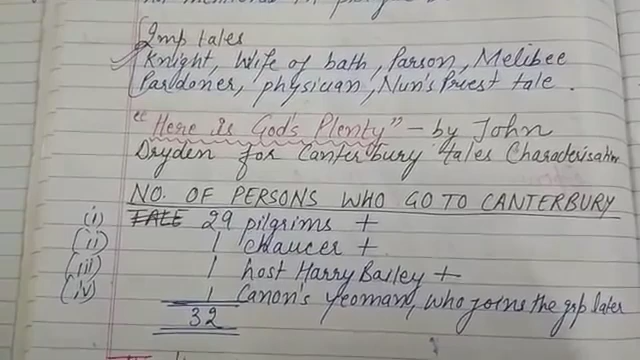 Imp tales
Knight, Wife of bath, Parson, Melibee
Pardoner, physician, Nun's Priest tale.
"Here is God's Plenty" - by John
Dryden for Canterbury tales Characterisation
NO. OF PERSONS WHO GO TO CANTERBURY
(i) 29 pilgrims +
(ii) 1 Chaucer +
(iii) 1 host Harry Bailey +
(iv) 1 Canon's yeoman, who joins the grp later
32